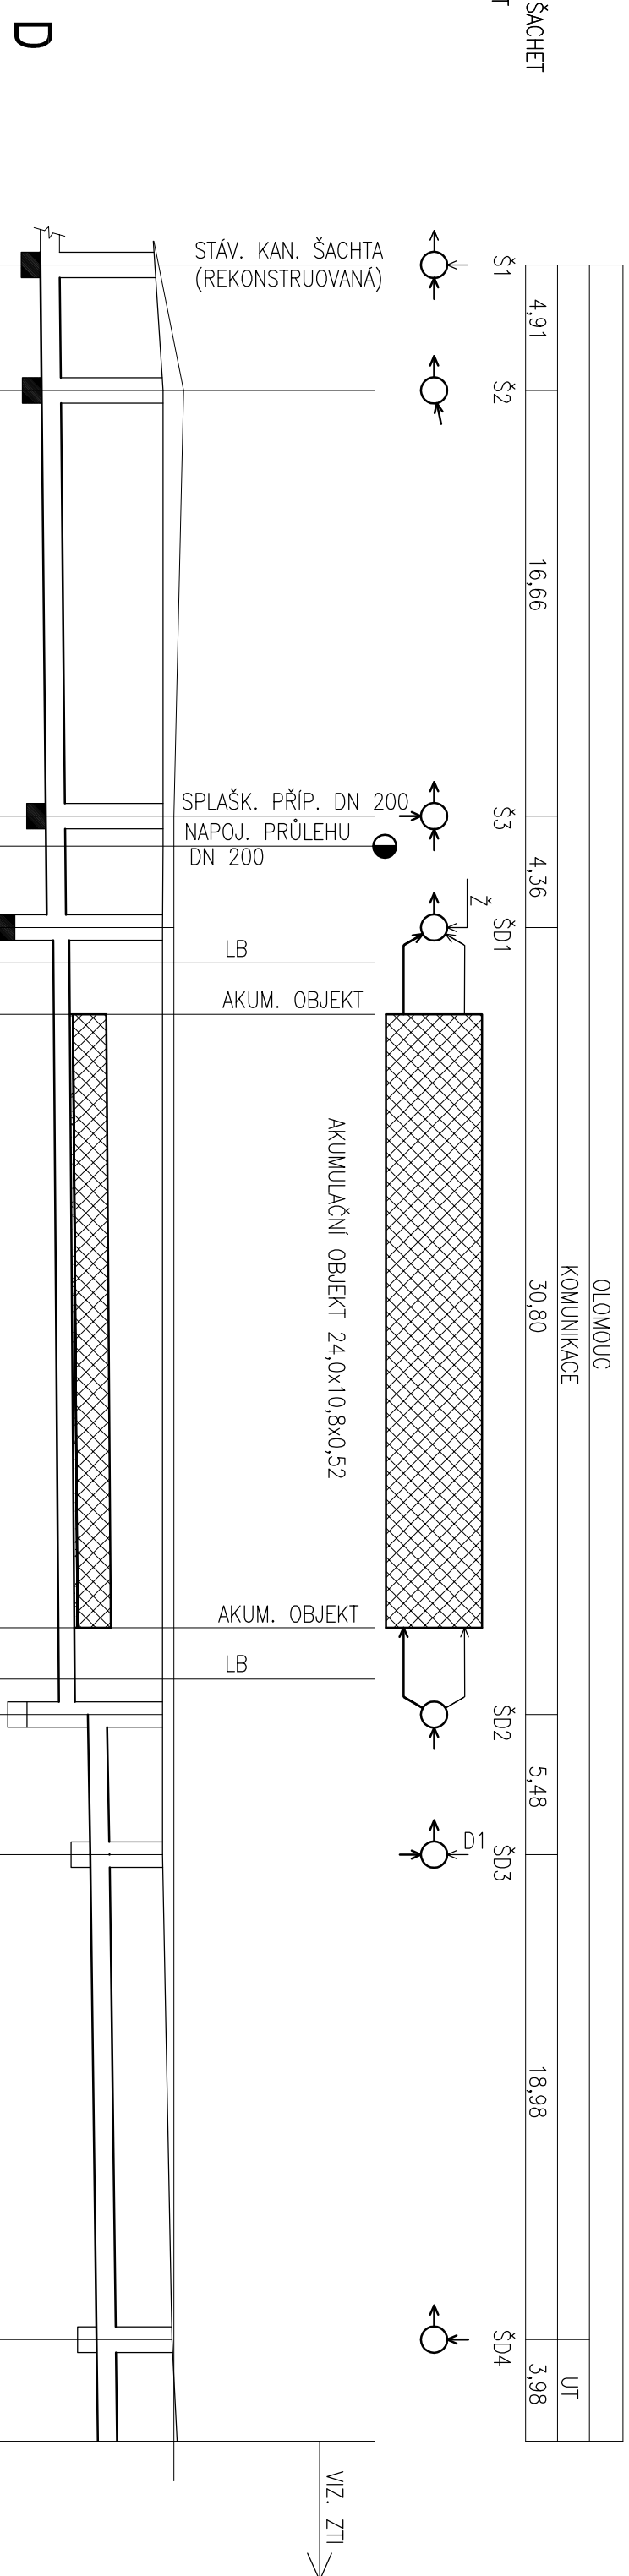 ŠACHET
T
D
OLOMOUC
KOMUNIKACE
UT
4,91
16,66
4,36
30,80
5,48
18,98
3,98
Š1
Š2
Š3
ŠD1
ŠD2
ŠD3
ŠD4
Ž
D1
STÁV. KAN. ŠACHTA
(REKONSTRUOVANÁ)
SPLAŠK. PŘÍP. DN 200
NAPOJ. PRŮLEHU
DN 200
LB
AKUM. OBJEKT
AKUMULAČNÍ OBJEKT 24,0x10,8x0,52
AKUM. OBJEKT
LB
VIZ. ZTI